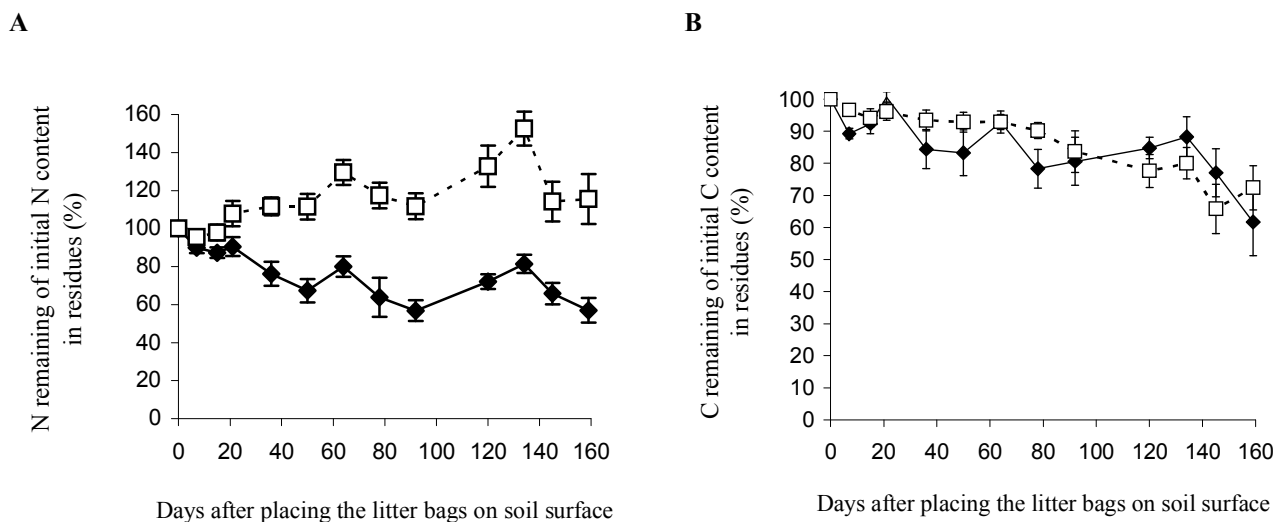 A
N remaining of initial N content
in residues (%)
160
140
120
100
80
60
40
20
0
0 20 40 60 80 100 120 140 160
Days after placing the litter bags on soil surface
B
C remaining of initial C content
in residues (%)
100
90
80
70
60
50
40
30
20
10
0
0 20 40 60 80 100 120 140 160
Days after placing the litter bags on soil surface